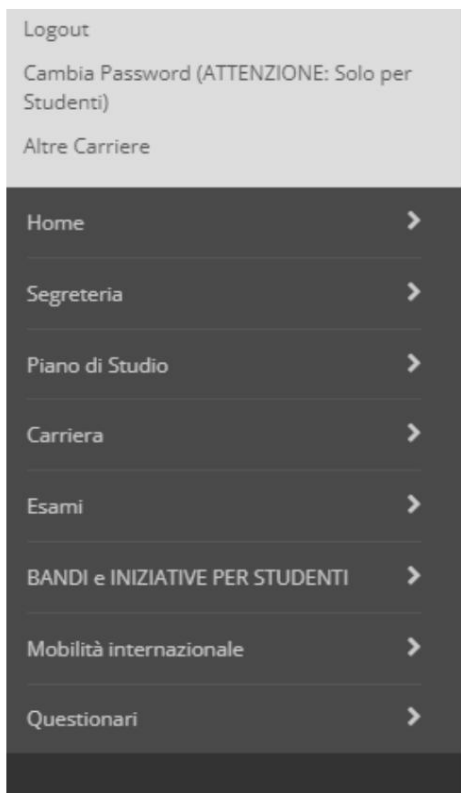 Logout
Cambia Password (ATTENZIONE: Solo per
Studenti)
Altre Carriere
Home
Segreteria
Piano di Studio
Carriera
Esami
BANDI e INIZIATIVE PER STUDENTI
Mobilità internazionale
Questionari